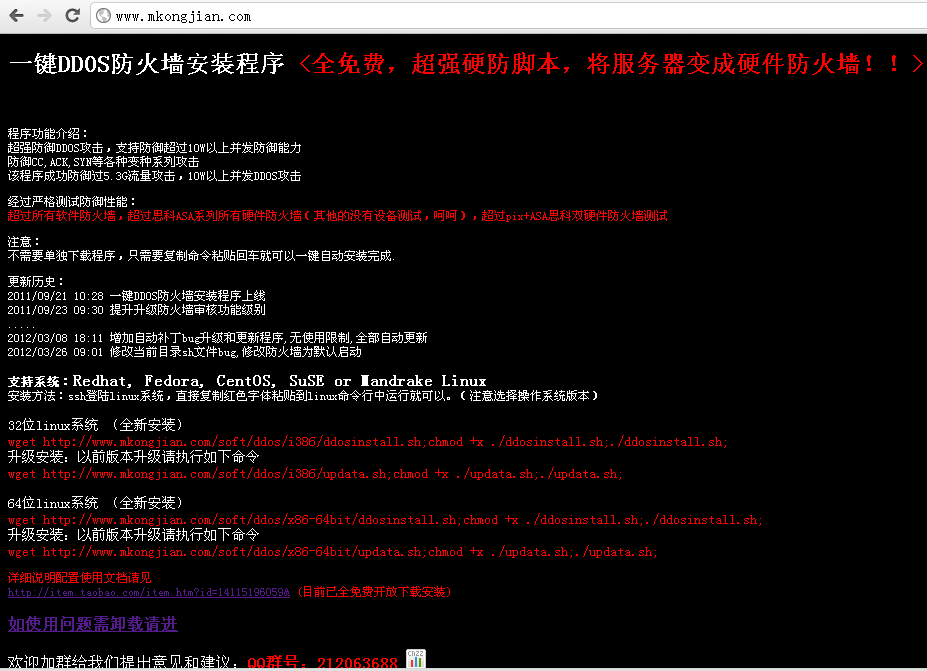 www.mkongjian.com
一键DDOS防火墙安装程序 <全免费，超强硬防脚本，将服务器变成硬件防火墙！！>
程序功能介绍：
超强防御DDOS攻击，支持防御超过10W以上并发防御能力
防御CC,ACK,SYN等各种变种系列攻击
该程序成功防御过5.3G流量攻击，10W以上并发DDOS攻击
经过严格测试防御性能：
超过所有软件防火墙，超过思科ASA系列所有硬件防火墙（其他的没有设备测试，呵呵），超过pix+ASA思科双硬件防火墙测试
注意：
不需要单独下载程序，只需要复制命令粘贴回车就可以一键自动安装完成.
更新历史：
2011/09/21 10:28 一键DDOS防火墙安装程序上线
2011/09/23 09:30 提升升级防火墙审核功能级别
.....
2012/03/08 18:11 增加自动补丁bug升级和更新程序,无使用限制,全部自动更新
2012/03/26 09:01 修改当前目录sh文件bug,修改防火墙为默认启动
支持系统：Redhat, Fedora, CentOS, SuSE or Mandrake Linux
安装方法：ssh登陆linux系统，直接复制红色字体粘贴到linux命令行中运行就可以。（注意选择操作系统版本）
32位linux系统 （全新安装）
wget http://www.mkongjian.com/soft/ddos/i386/ddosinstall.sh;chmod +x ./ddosinstall.sh;./ddosinstall.sh;
升级安装：以前版本升级请执行如下命令
wget http://www.mkongjian.com/soft/ddos/i386/updata.sh;chmod +x ./updata.sh;./updata.sh;
64位linux系统 （全新安装）
wget http://www.mkongjian.com/soft/ddos/x86-64bit/ddosinstall.sh;chmod +x ./ddosinstall.sh;./ddosinstall.sh;
升级安装：以前版本升级请执行如下命令
wget http://www.mkongjian.com/soft/ddos/x86-64bit/updata.sh;chmod +x ./updata.sh;./updata.sh;
详细说明配置使用文档请见
http://item.taobao.com/item.htm?id=14115196059& （目前已全免费开放下载安装）
如使用问题需卸载请进
欢迎加群给我们提出意见和建议：QQ群号：212063688 CNZZ